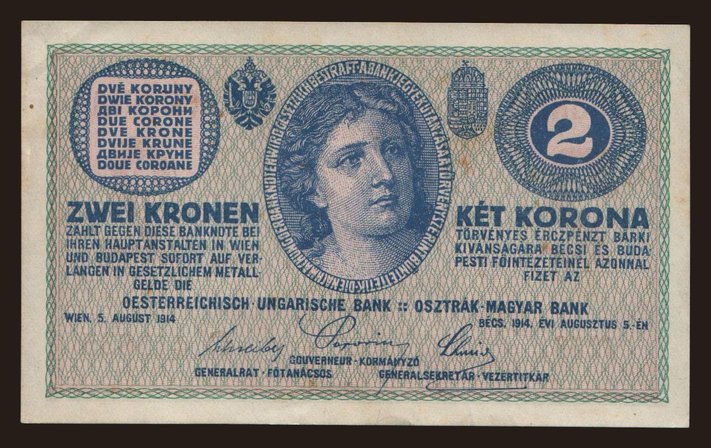 DVĚ KORUNY
DWIE KORONY
ДВІ КОРОНИ
DUE CORONE
DVE KRONE
DVIJE KRUNE
ДВИЈЕ КРУНЕ
DOUE COROANE
2
ZWEI KRONEN
ZAHLT GEGEN DIESE BANKNOTE BEI
IHREN HAUPTANSTALTEN IN WIEN
UND BUDAPEST SOFORT AUF VER-
LANGEN IN GESETZLICHEM METALL-
GELDE DIE
KÉT KORONA
TÖRVÉNYES ÉRCZPÉNZT BÁRKI
KIVÁNSÁGÁRA BÉCSI ÉS BUDA
PESTI FŐINTÉZETEINÉL AZONNAL
FIZET AZ
OESTERREICHISCH-UNGARISCHE BANK :: OSZTRÁK-MAGYAR BANK
WIEN, 5. AUGUST 1914
BÉCS, 1914. ÉVI AUGUSZTUS 5.-ÉN
GOUVERNEUR-KORMÁNYZÓ
GENERALRAT-FŐTANÁCSOS
GENERALSEKRETÄR-VEZÉRTITKÁR